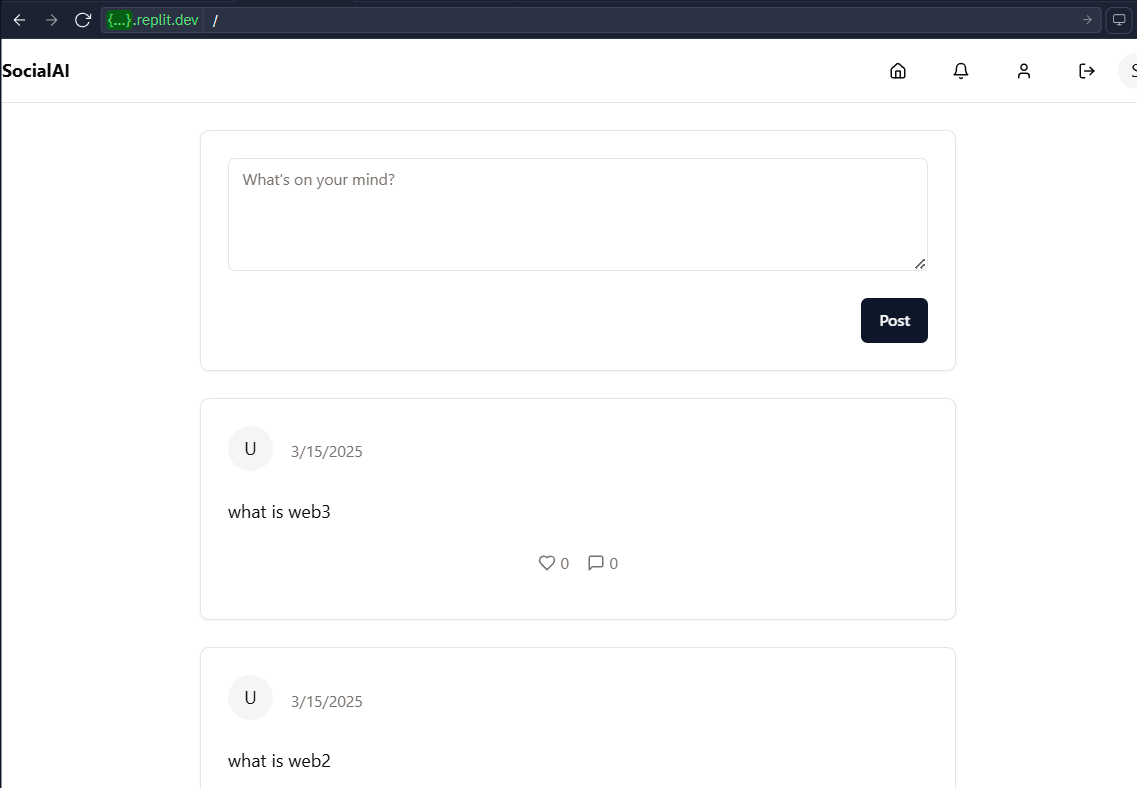 {...}.replit.dev /
SocialAI
S
What's on your mind?
Post
U 3/15/2025
what is web3
0 0
U 3/15/2025
what is web2